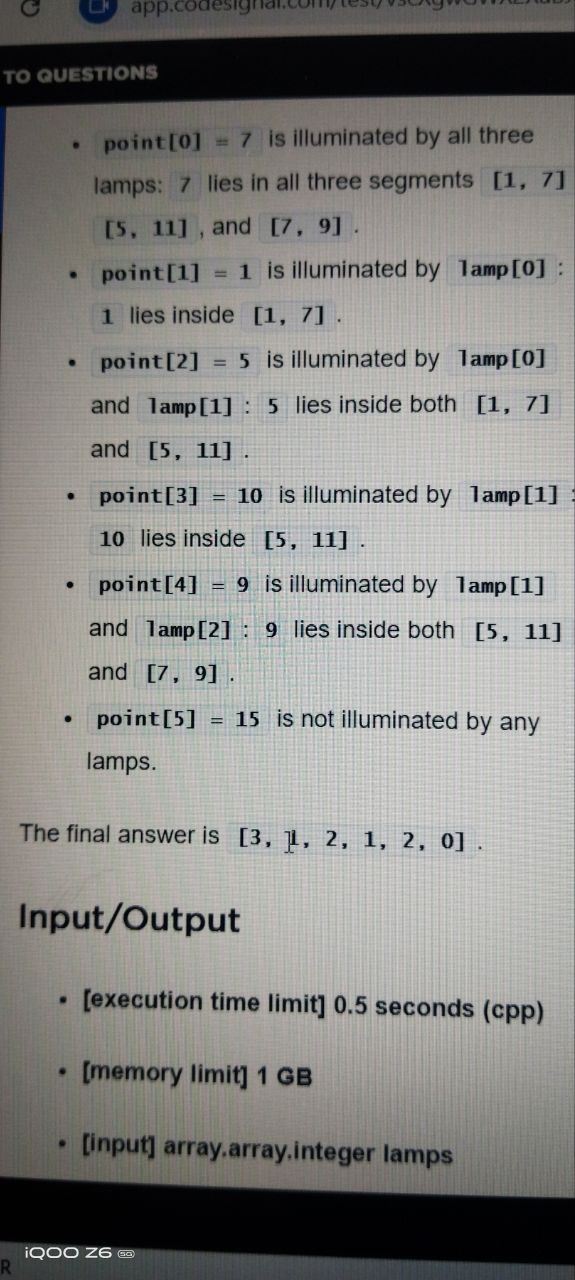 TO QUESTIONS
• point[0] = 7 is illuminated by all three
lamps: 7 lies in all three segments [1, 7]
[5, 11] , and [7, 9] .
• point[1] = 1 is illuminated by lamp[0] :
1 lies inside [1, 7] .
• point[2] = 5 is illuminated by lamp[0]
and lamp[1] : 5 lies inside both [1, 7]
and [5, 11] .
• point[3] = 10 is illuminated by lamp[1] :
10 lies inside [5, 11] .
• point[4] = 9 is illuminated by lamp[1]
and lamp[2] : 9 lies inside both [5, 11]
and [7, 9] .
• point[5] = 15 is not illuminated by any
lamps.
The final answer is [3, 1, 2, 1, 2, 0] .
Input/Output
• [execution time limit] 0.5 seconds (cpp)
• [memory limit] 1 GB
• [input] array.array.integer lamps
iQOO Z6 5G
R